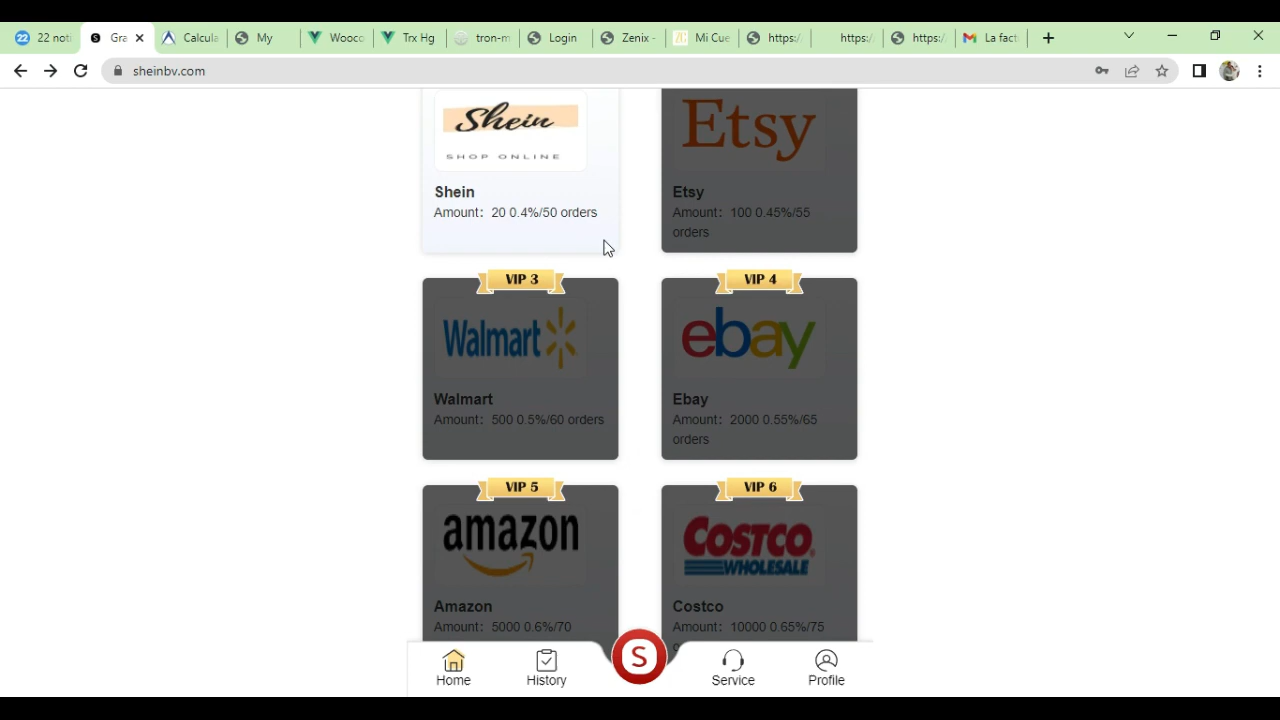 22 noti
Gra
Calcula
My
Wooco
Trx Hg
tron-m
Login
Zenix -
Mi Cue
https:/
https:/
https:/
La fact
sheinbv.com
Shein
SHOP ONLINE
Etsy
Shein
Etsy
Amount: 20 0.4%/50 orders
Amount: 100 0.45%/55
orders
VIP 3
VIP 4
Walmart
ebay
Walmart
Ebay
Amount: 500 0.5%/60 orders
Amount: 2000 0.55%/65
orders
VIP 5
VIP 6
amazon
COSTCO
WHOLESALE
Amazon
Costco
Amount: 5000 0.6%/70
Amount: 10000 0.65%/75
S
Home
History
Service
Profile